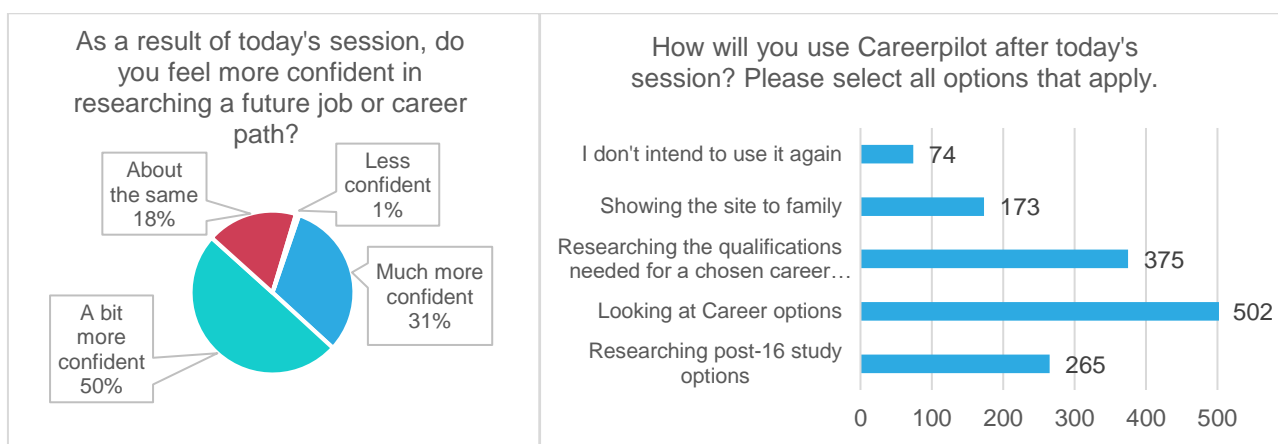 As a result of today's session, do
you feel more confident in
researching a future job or career
path?
About
the same
18%
Less
confident
1%
Much more
confident
31%
A bit
more
confident
50%
How will you use Careerpilot after today's
session? Please select all options that apply.
I don't intend to use it again
74
Showing the site to family
173
Researching the qualifications
needed for a chosen career…
375
Looking at Career options
502
Researching post-16 study
options
265
0 100 200 300 400 500